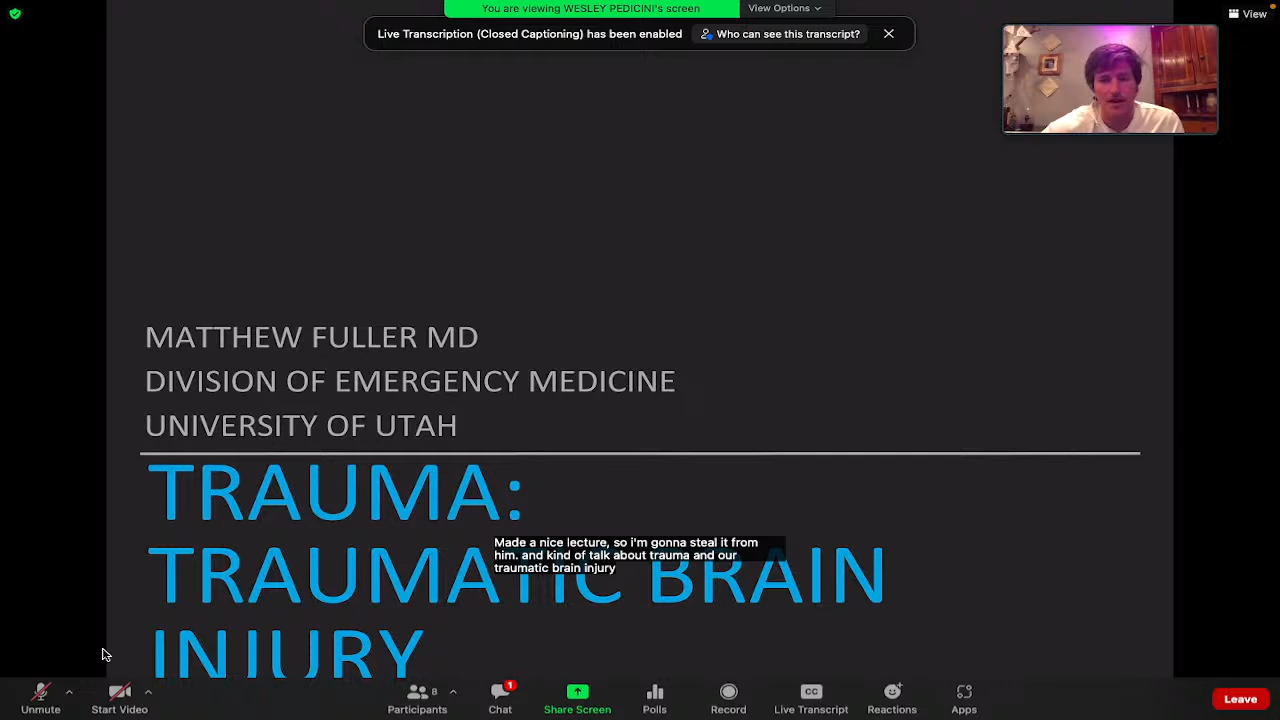 You are viewing WESLEY PEDICINI's screen
View Options
View
Live Transcription (Closed Captioning) has been enabled
Who can see this transcript?
MATTHEW FULLER MD
DIVISION OF EMERGENCY MEDICINE
UNIVERSITY OF UTAH
TRAUMA:
TRAUMATIC BRAIN
INJURY
Made a nice lecture, so i'm gonna steal it from
him. and kind of talk about trauma and our
traumatic brain injury
8
1
CC
Unmute
Start Video
Participants
Chat
Share Screen
Polls
Record
Live Transcript
Reactions
Apps
Leave